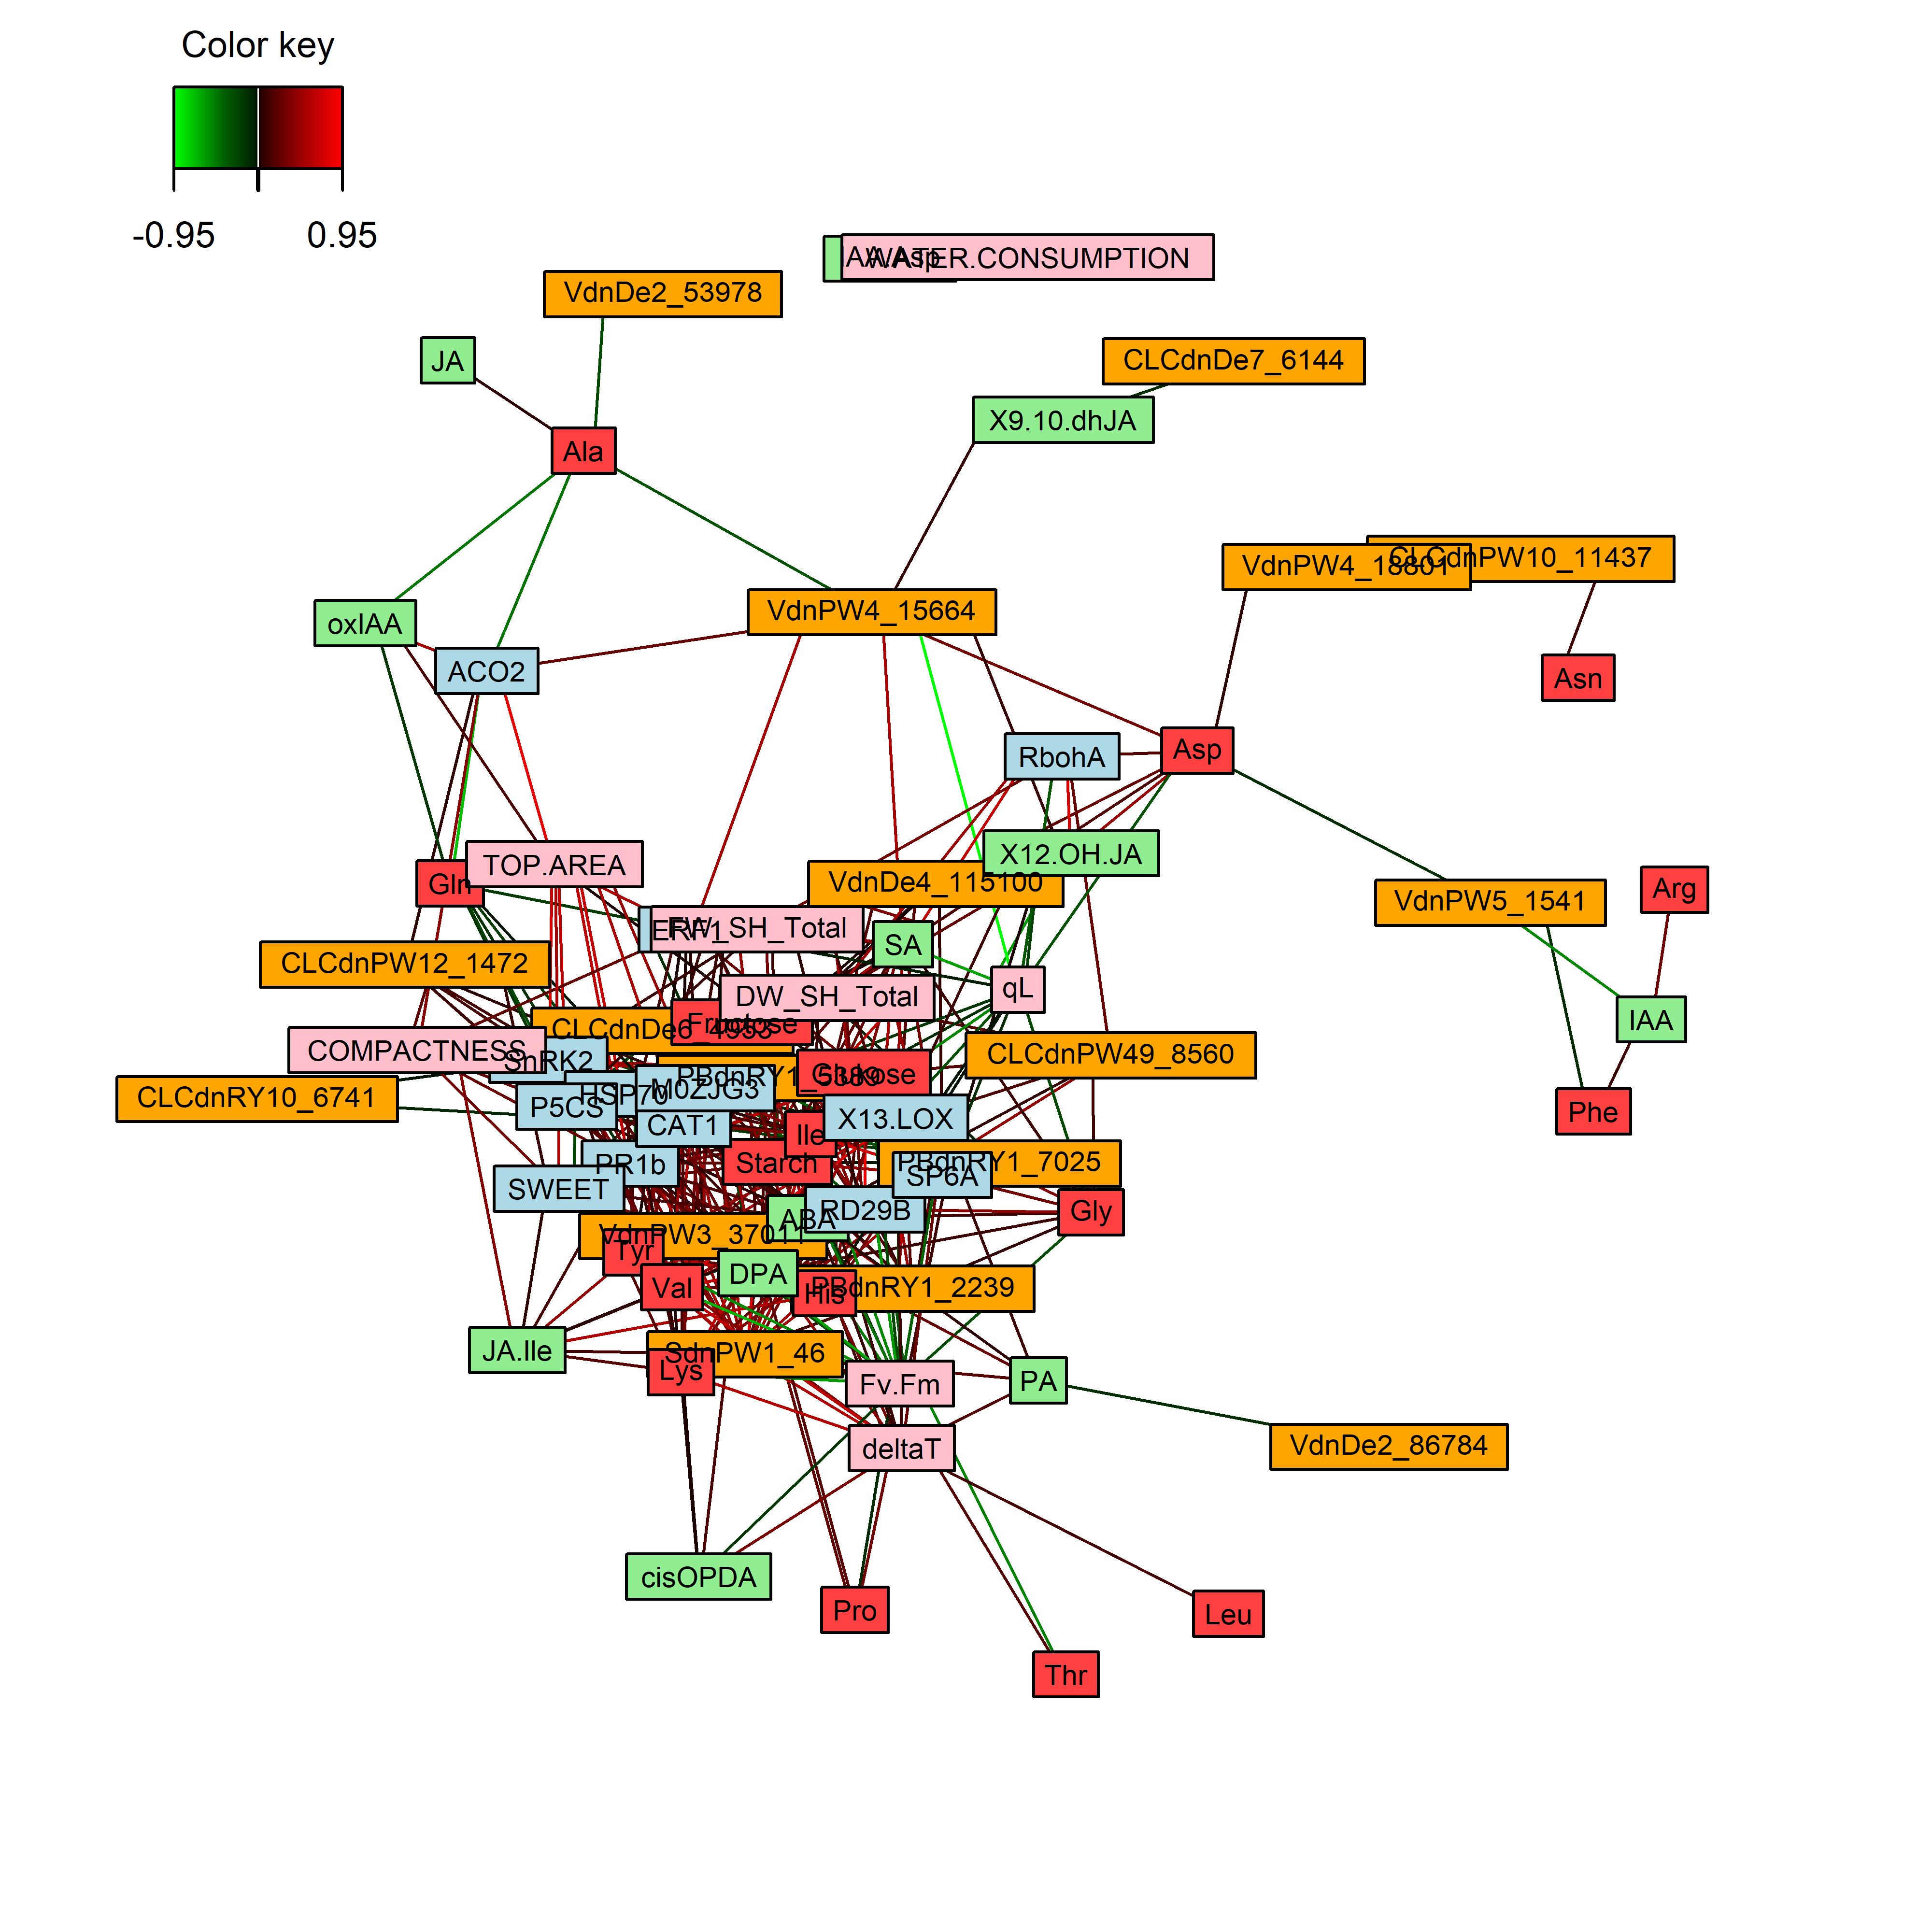 Color key
-0.95 0.95
WATER.CONSUMPTION
VdnDe2_53978
JA
CLCdnDe7_6144
X9.10.dhJA
Ala
VdnPW4_18801
CLCdnPW10_11437
VdnPW4_15664
oxIAA
ACO2
Asn
RbohA
Asp
X12.OH.JA
TOP.AREA
Gln
VdnDe4_115100
Arg
VdnPW5_1541
ERF1
FW_SH_Total
SA
CLCdnPW12_1472
qL
DW_SH_Total
IAA
Fructose
CLCdnDe6_4933
COMPACTNESS
SnRK2
CLCdnPW49_8560
Glucose
PBdnRY1_5389
M0ZJG3
HSP70
CLCdnRY10_6741
P5CS
Phe
X13.LOX
CAT1
Ile
PR1b
Starch
PBdnRY1_7025
SP6A
SWEET
RD29B
ABA
Gly
VdnPW3_37011
Tyr
DPA
Val
His
PBdnRY1_2239
JA.Ile
SdnPW1_46
Lys
Fv.Fm
PA
deltaT
VdnDe2_86784
cisOPDA
Pro
Leu
Thr